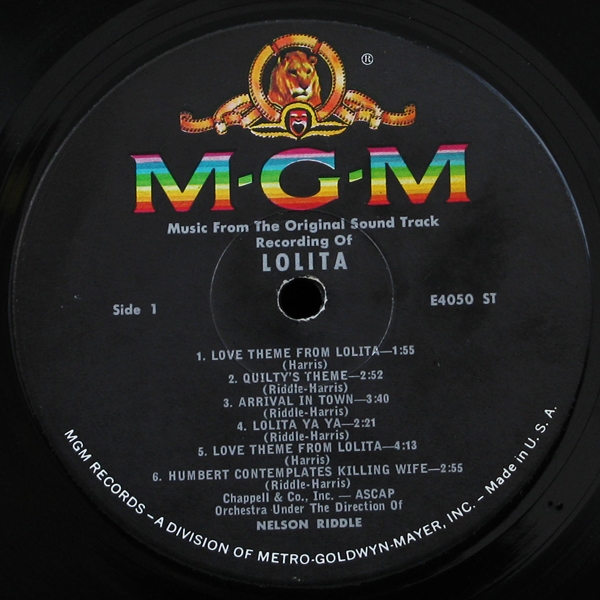 ®
M-G-M
Music From The Original Sound Track
Recording Of
LOLITA
Side 1
E4050 ST
1. LOVE THEME FROM LOLITA—1:55
(Harris)
2. QUILTY'S THEME—2:52
(Riddle-Harris)
3. ARRIVAL IN TOWN—3:40
(Riddle-Harris)
4. LOLITA YA YA—2:21
(Riddle-Harris)
5. LOVE THEME FROM LOLITA—4:13
(Harris)
6. HUMBERT CONTEMPLATES KILLING WIFE—2:55
(Riddle-Harris)
Chappell & Co., Inc. — ASCAP
Orchestra Under The Direction Of
NELSON RIDDLE
MGM RECORDS – A DIVISION OF METRO-GOLDWYN-MAYER, INC. – Made in U. S. A.